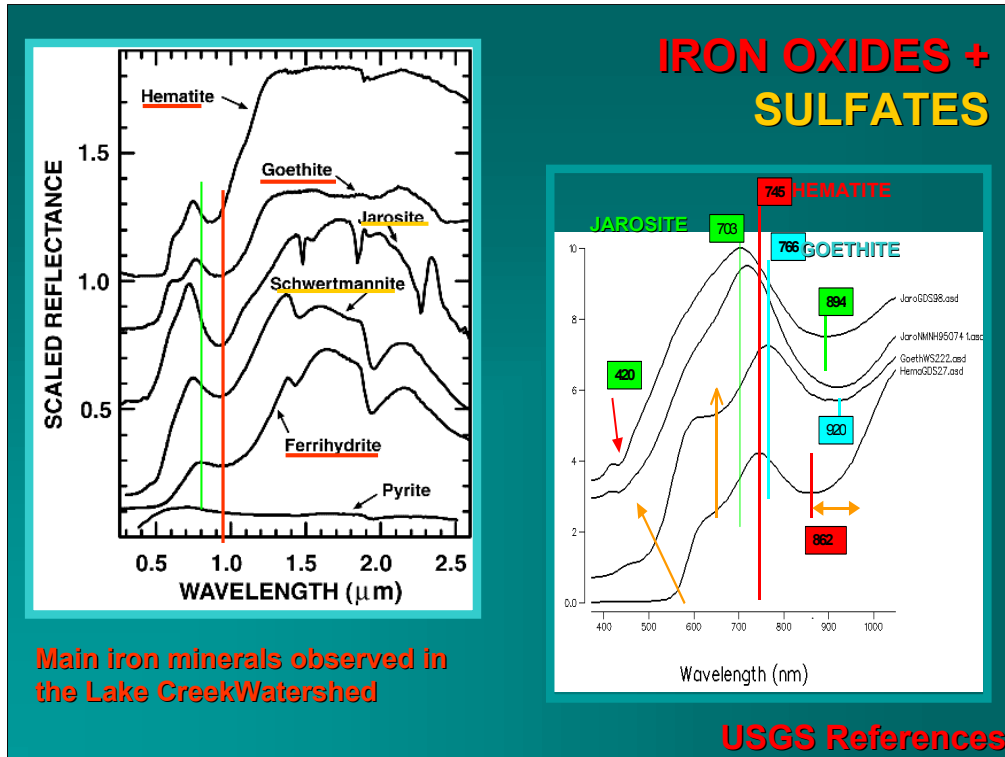 IRON OXIDES +
SULFATES
Hematite
Goethite
Jarosite
Schwertmannite
Ferrihydrite
Pyrite
SCALED REFLECTANCE
1.5
1.0
0.5
0.5 1.0 1.5 2.0 2.5
WAVELENGTH (μm)
Main iron minerals observed in
the Lake CreekWatershed
745 HEMATITE
JAROSITE 703
766 GOETHITE
10
8
6
4
2
0.0
894
420
920
862
JaroGDS98.asd
JaroNMNH95074 1.asd
GoethWS222.asd
HemaGDS27.asd
400 500 600 700 800 900 1000
Wavelength (nm)
USGS References